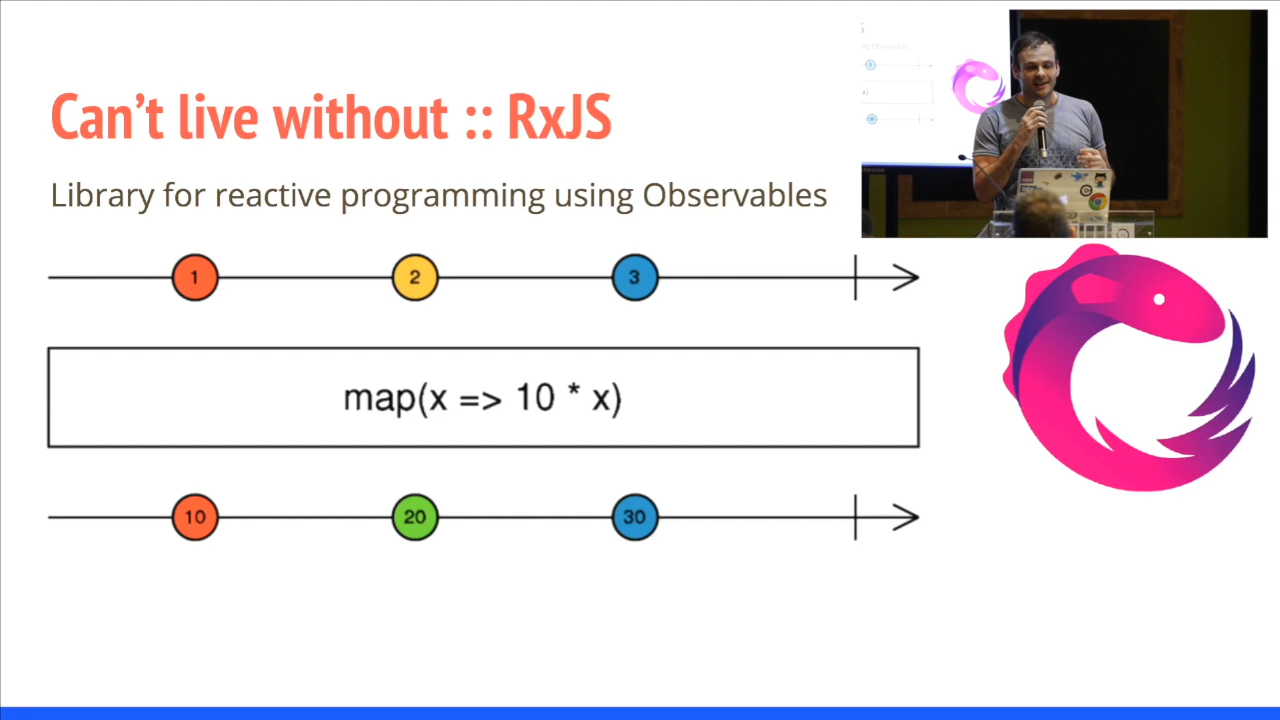 Can't live without :: RxJS
Library for reactive programming using Observables
1 2 3
map(x => 10 * x)
10 20 30